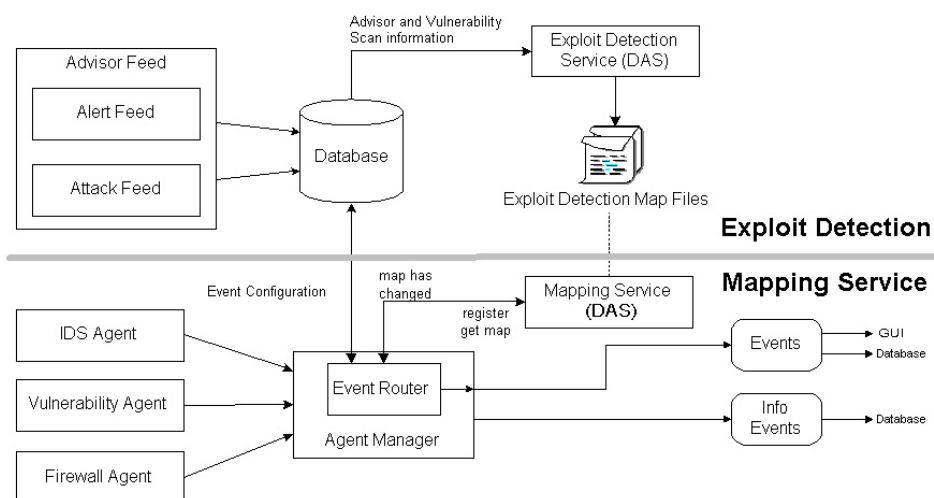 Advisor and Vulnerability
Scan information
Exploit Detection
Service (DAS)
Advisor Feed
Alert Feed
Attack Feed
Database
Exploit Detection Map Files
Exploit Detection
Mapping Service
Event Configuration
map has
changed
register
get map
Mapping Service
(DAS)
IDS Agent
Vulnerability Agent
Firewall Agent
Event Router
Agent Manager
Events
GUI
Database
Info
Events
Database